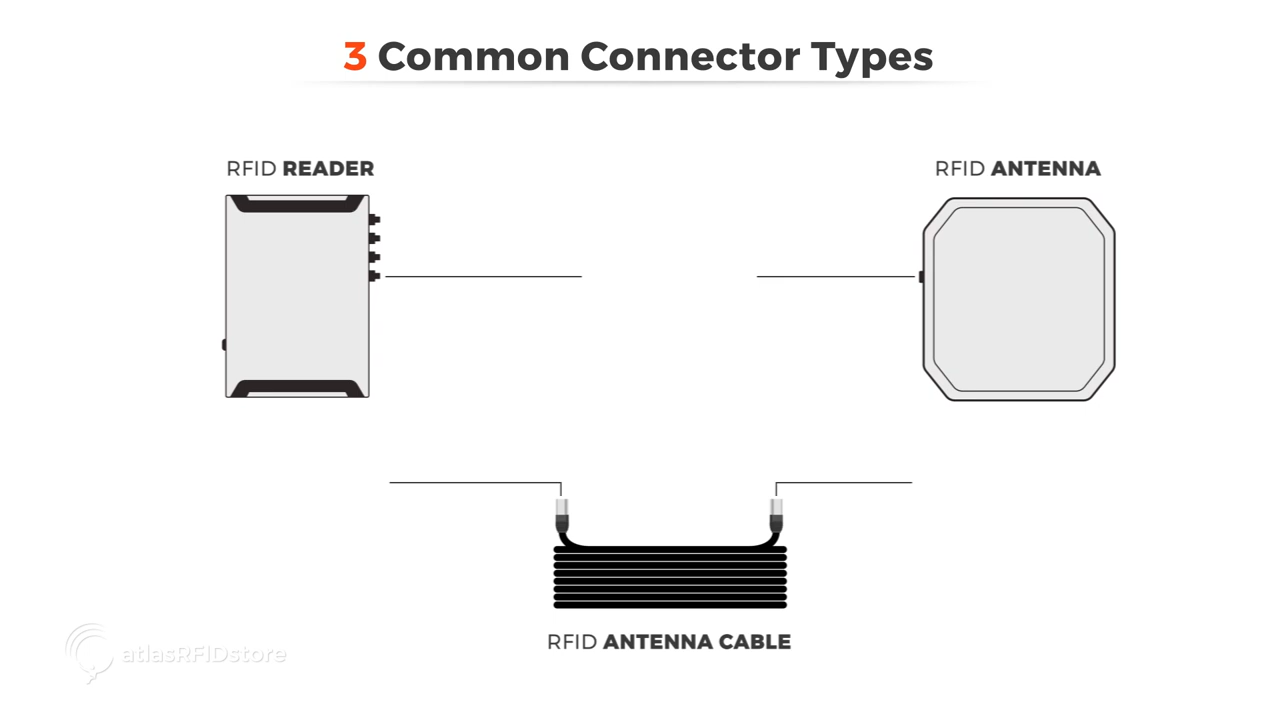 3 Common Connector Types
RFID READER
RFID ANTENNA
RFID ANTENNA CABLE
atlasRFIDstore